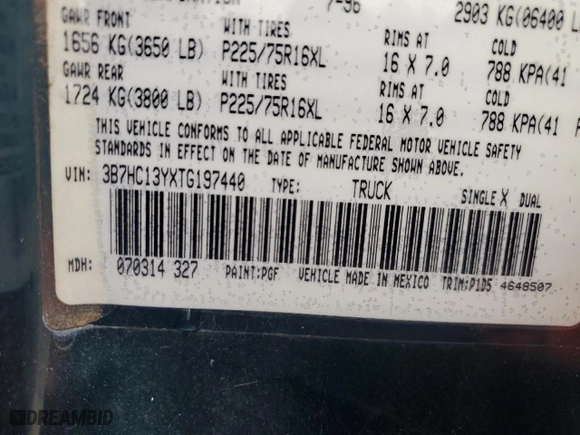 7-96 2903 KG(06400
GAWR FRONT WITH TIRES RIMS AT COLD
1656 KG(3650 LB) P225/75R16XL 16 X 7.0 788 KPA(41
GAWR REAR WITH TIRES RIMS AT COLD
1724 KG(3800 LB) P225/75R16XL 16 X 7.0 788 KPA(41
THIS VEHICLE CONFORMS TO ALL APPLICABLE FEDERAL MOTOR VEHICLE SAFETY
STANDARDS IN EFFECT ON THE DATE OF MANUFACTURE SHOWN ABOVE.
VIN: 3B7HC13YXTG197440 TYPE: TRUCK SINGLE X DUAL
MDH: 070314 327 PAINT:PGF VEHICLE MADE IN MEXICO TRIM:P1D5 4648507
DREAMBID